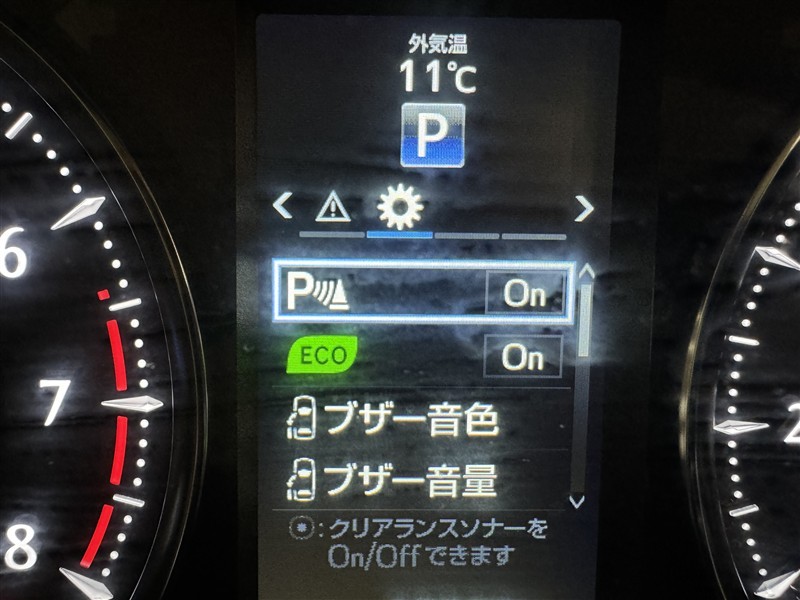 外気温
11℃
P
6
P On
ECO On
7
2
ブザー音色
ブザー音量
8
:クリアランスソナーを
On/Offできます